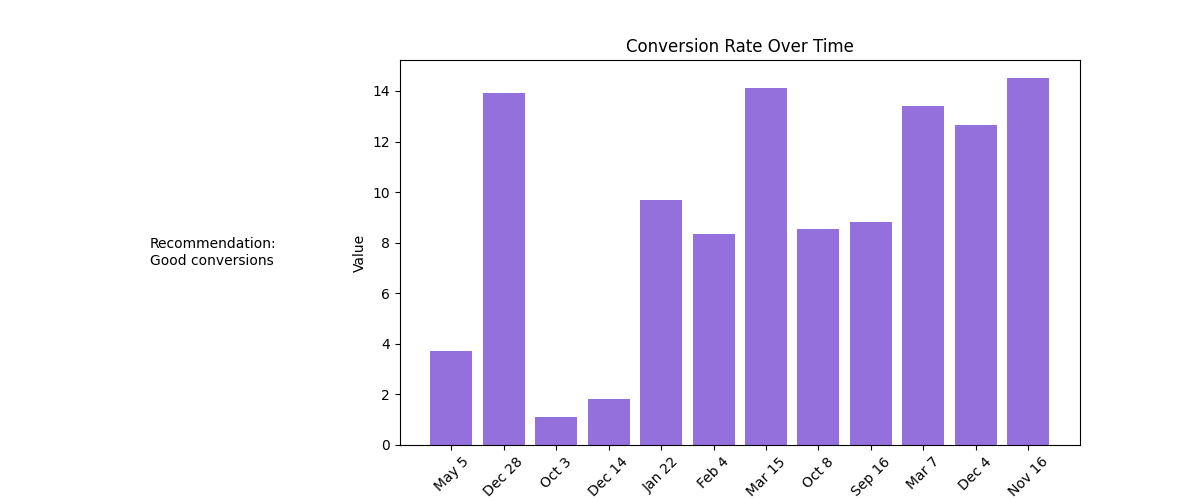 Conversion Rate Over Time
Recommendation:
Good conversions
Value
14
12
10
8
6
4
2
0
May 5
Dec 28
Oct 3
Dec 14
Jan 22
Feb 4
Mar 15
Oct 8
Sep 16
Mar 7
Dec 4
Nov 16